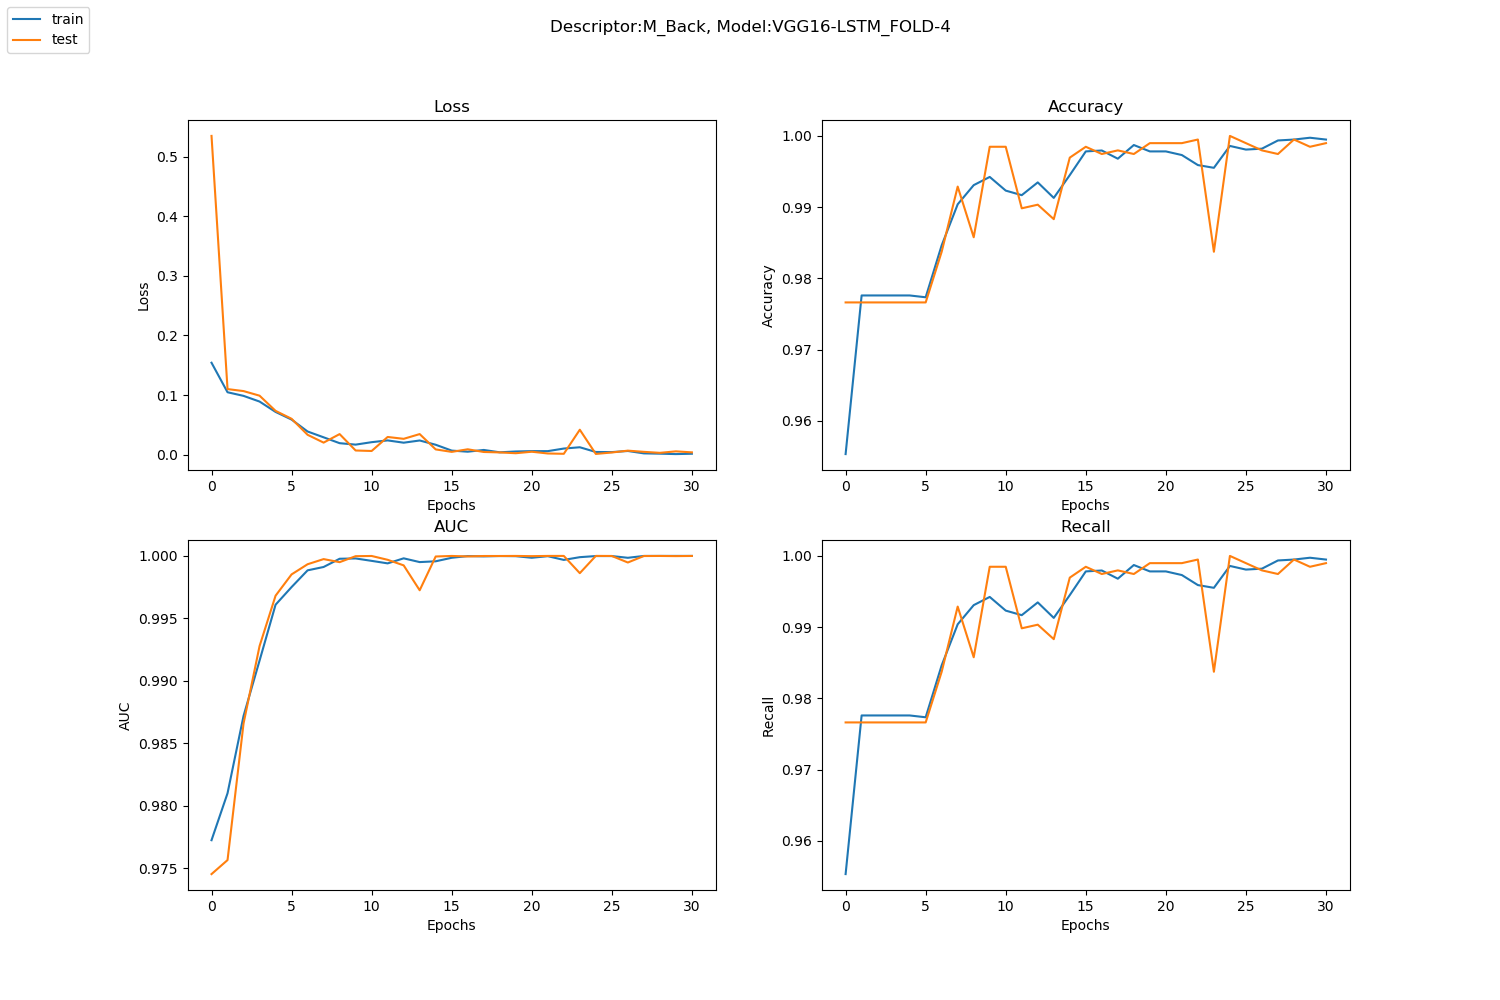 train
test
Descriptor:M_Back, Model:VGG16-LSTM_FOLD-4
Loss
0.5
0.4
0.3
0.2
0.1
0.0
Loss
0 5 10 15 20 25 30
Epochs
Accuracy
1.00
0.99
0.98
0.97
0.96
Accuracy
0 5 10 15 20 25 30
Epochs
AUC
1.000
0.995
0.990
0.985
0.980
0.975
AUC
0 5 10 15 20 25 30
Epochs
Recall
1.00
0.99
0.98
0.97
0.96
Recall
0 5 10 15 20 25 30
Epochs